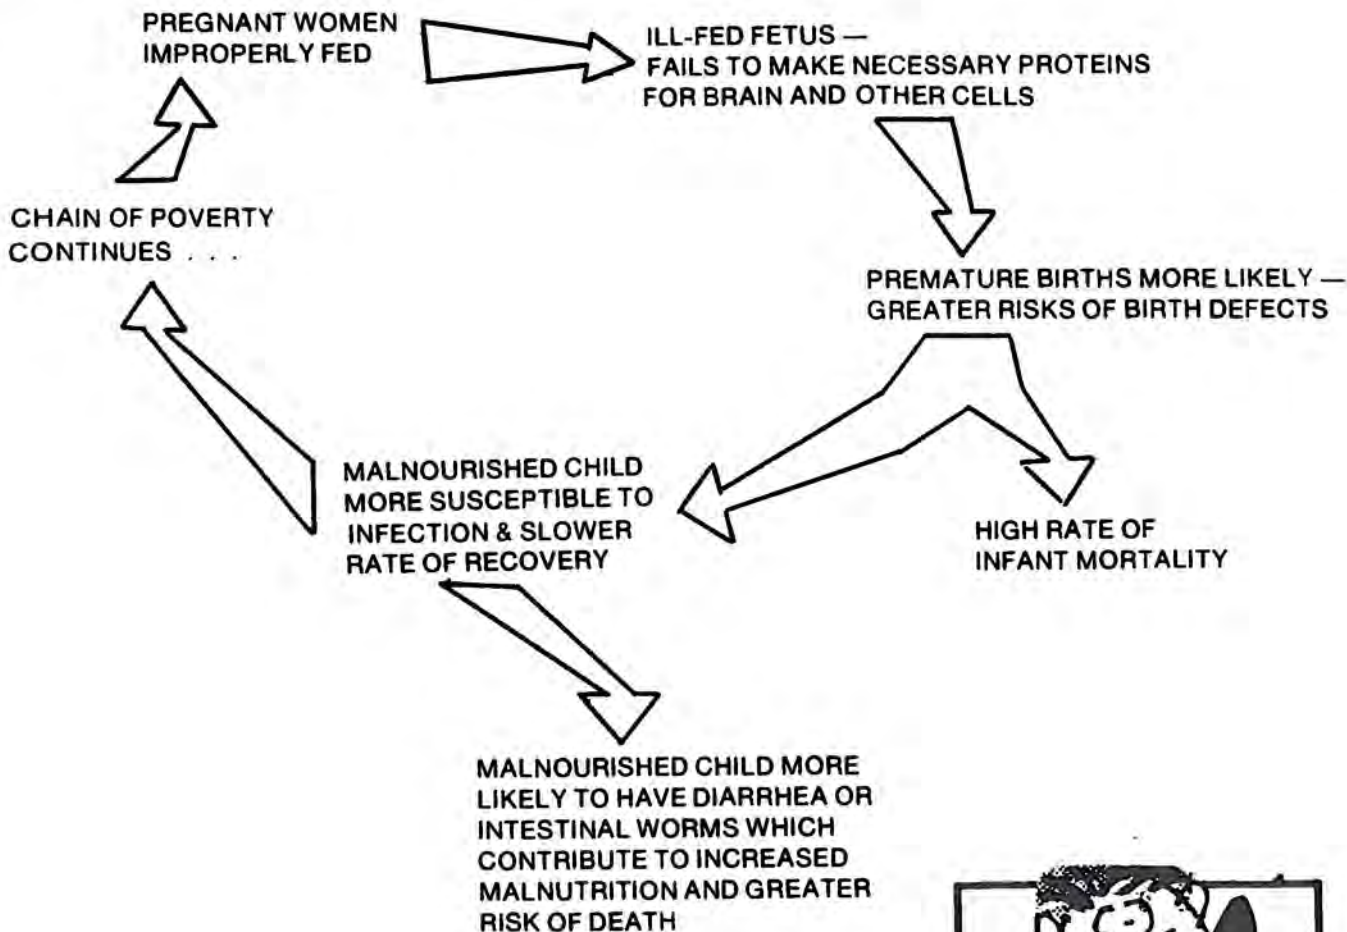 PREGNANT WOMEN
IMPROPERLY FED
ILL-FED FETUS —
FAILS TO MAKE NECESSARY PROTEINS
FOR BRAIN AND OTHER CELLS
CHAIN OF POVERTY
CONTINUES . . .
PREMATURE BIRTHS MORE LIKELY —
GREATER RISKS OF BIRTH DEFECTS
MALNOURISHED CHILD
MORE SUSCEPTIBLE TO
INFECTION & SLOWER
RATE OF RECOVERY
HIGH RATE OF
INFANT MORTALITY
MALNOURISHED CHILD MORE
LIKELY TO HAVE DIARRHEA OR
INTESTINAL WORMS WHICH
CONTRIBUTE TO INCREASED
MALNUTRITION AND GREATER
RISK OF DEATH